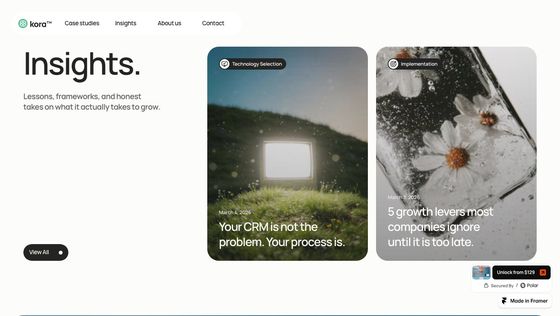 kora™
Case studies
Insights
About us
Contact
Insights.
Lessons, frameworks, and honest
takes on what it actually takes to grow.
View All
Technology Selection
March 4, 2026
Your CRM is not the
problem. Your process is.
Implementation
5 growth levers most
companies ignore
until it is too late.
Unlock from $129
Secured By / Polar
Made in Framer